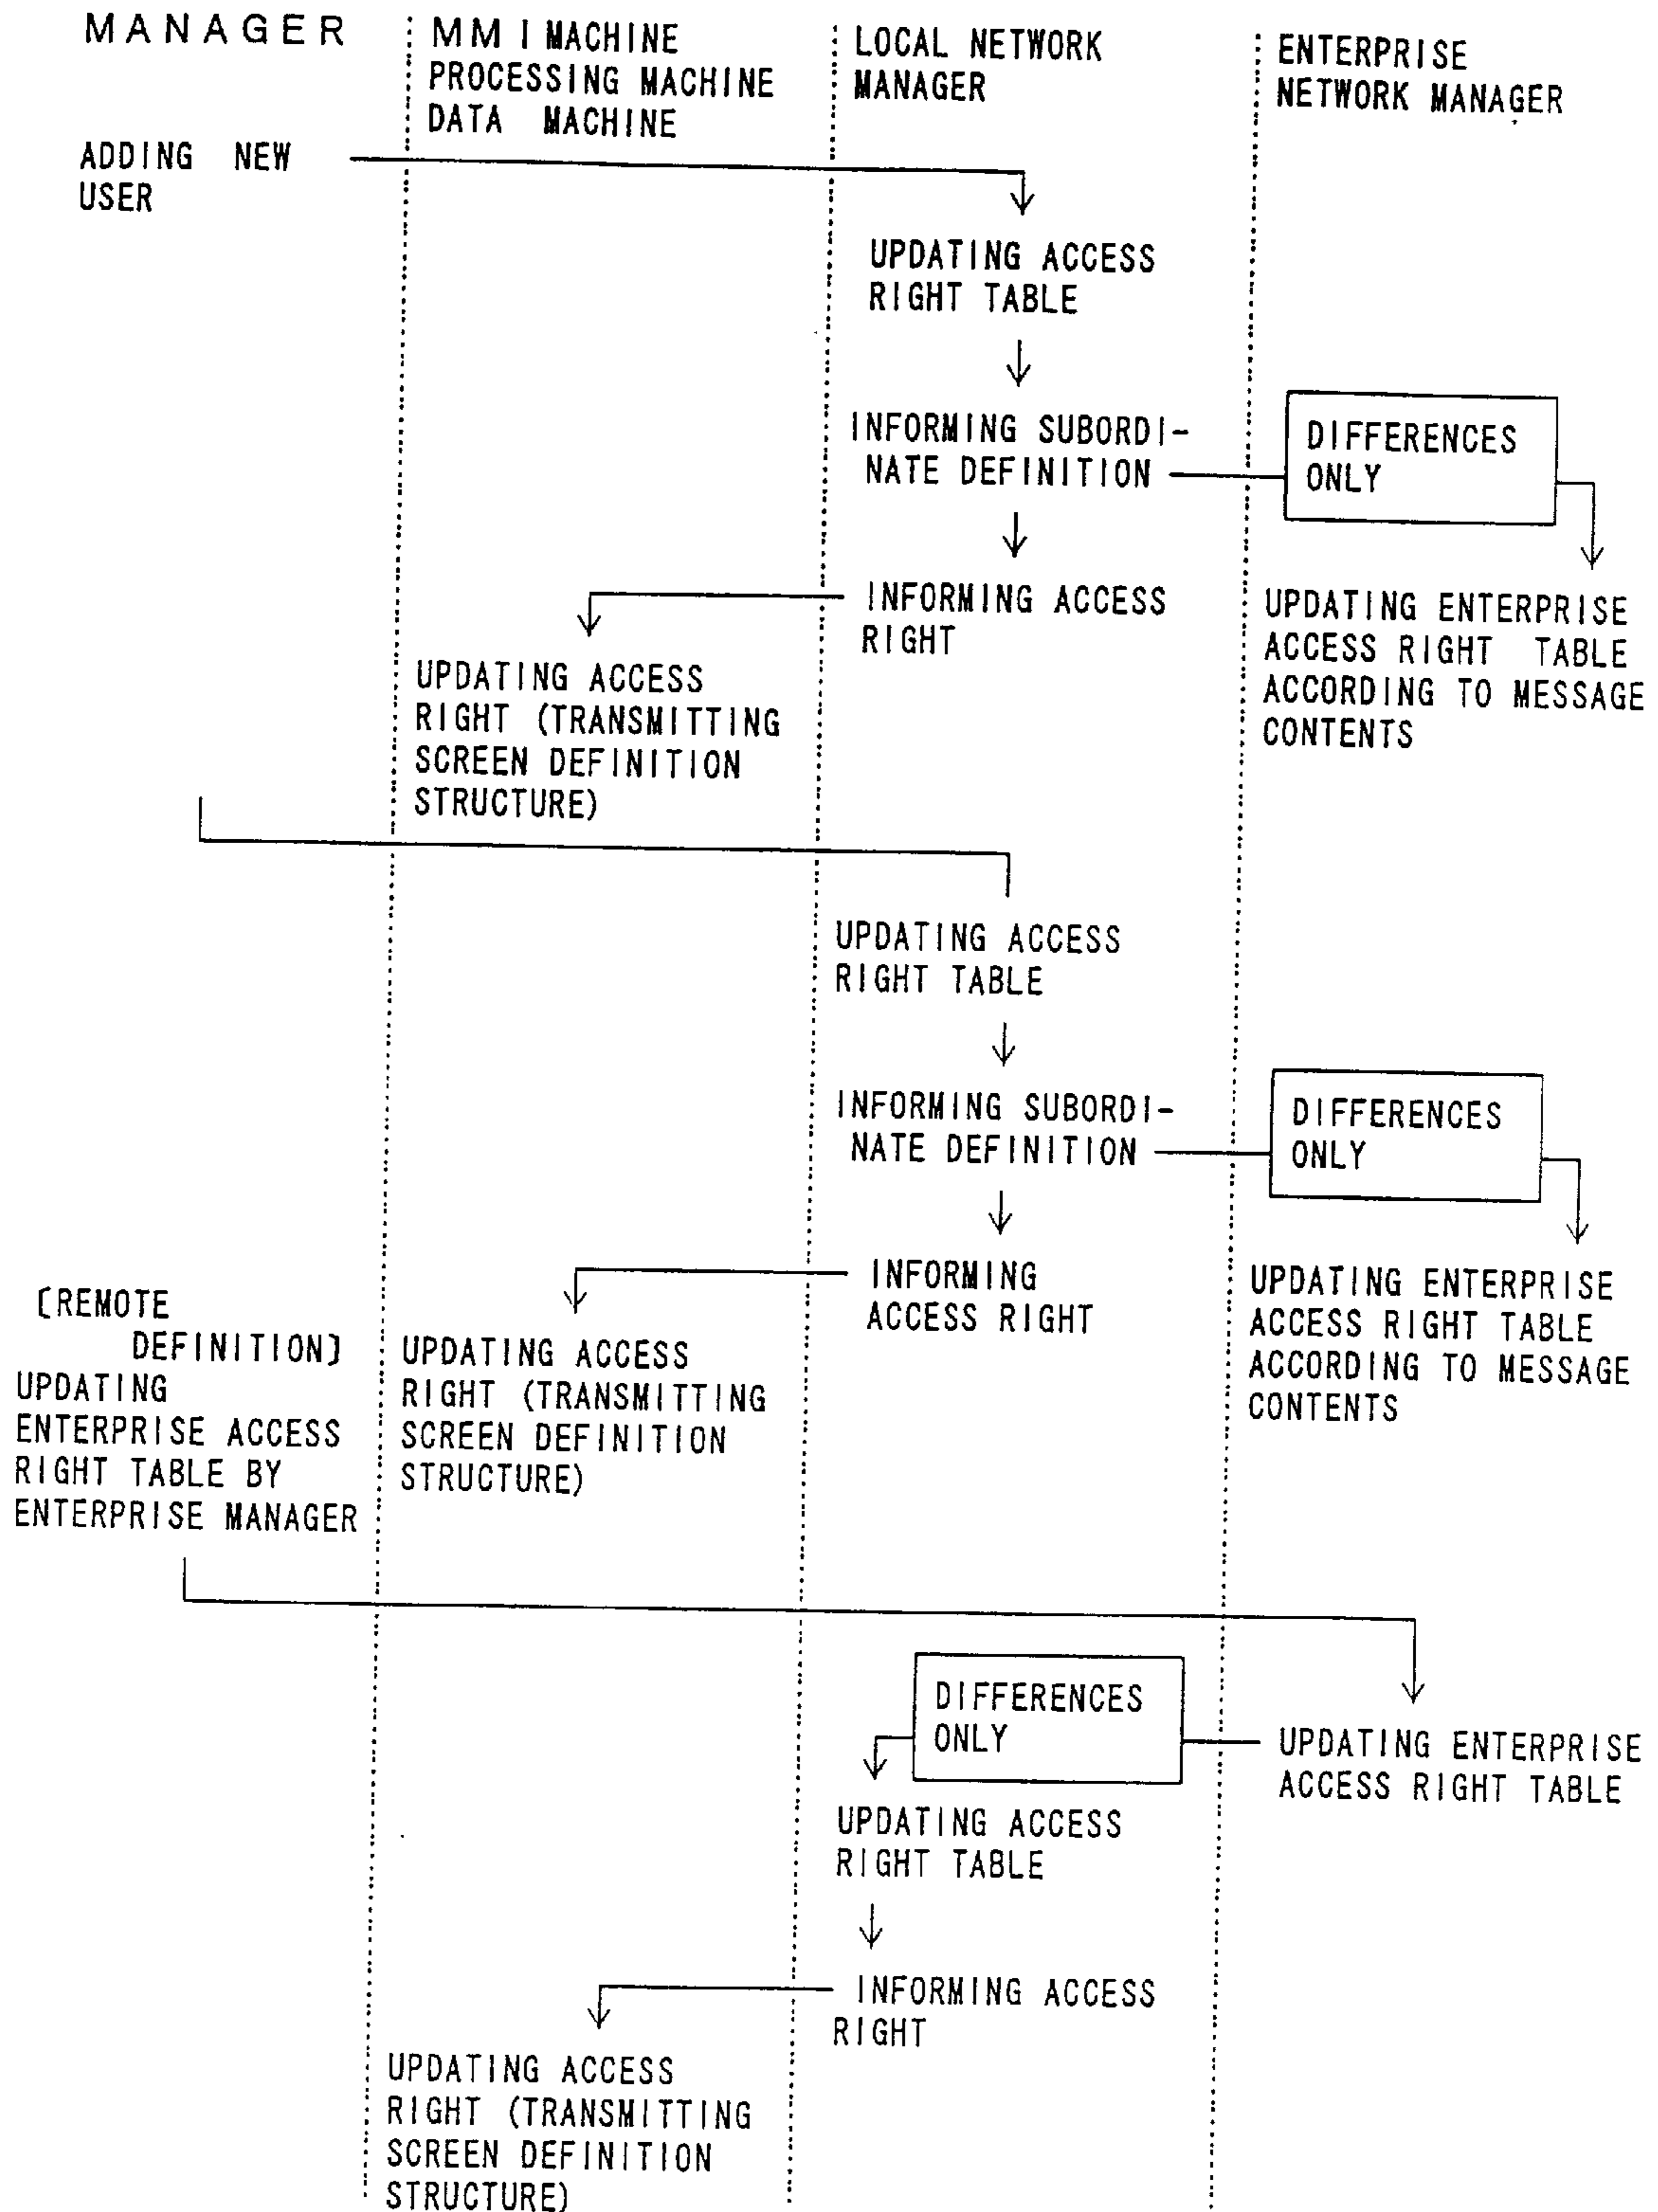 MANAGER
MMI MACHINE
PROCESSING MACHINE
DATA MACHINE
LOCAL NETWORK
MANAGER
ENTERPRISE
NETWORK MANAGER
ADDING NEW
USER
UPDATING ACCESS
RIGHT TABLE
INFORMING SUBORDI-
NATE DEFINITION
DIFFERENCES
ONLY
INFORMING ACCESS
RIGHT
UPDATING ENTERPRISE
ACCESS RIGHT TABLE
ACCORDING TO MESSAGE
CONTENTS
UPDATING ACCESS
RIGHT (TRANSMITTING
SCREEN DEFINITION
STRUCTURE)
UPDATING ACCESS
RIGHT TABLE
INFORMING SUBORDI-
NATE DEFINITION
DIFFERENCES
ONLY
INFORMING
ACCESS RIGHT
UPDATING ENTERPRISE
ACCESS RIGHT TABLE
ACCORDING TO MESSAGE
CONTENTS
UPDATING ACCESS
RIGHT (TRANSMITTING
SCREEN DEFINITION
STRUCTURE)
[REMOTE
DEFINITION]
UPDATING
ENTERPRISE ACCESS
RIGHT TABLE BY
ENTERPRISE MANAGER
DIFFERENCES
ONLY
UPDATING ENTERPRISE
ACCESS RIGHT TABLE
UPDATING ACCESS
RIGHT TABLE
INFORMING ACCESS
RIGHT
UPDATING ACCESS
RIGHT (TRANSMITTING
SCREEN DEFINITION
STRUCTURE)